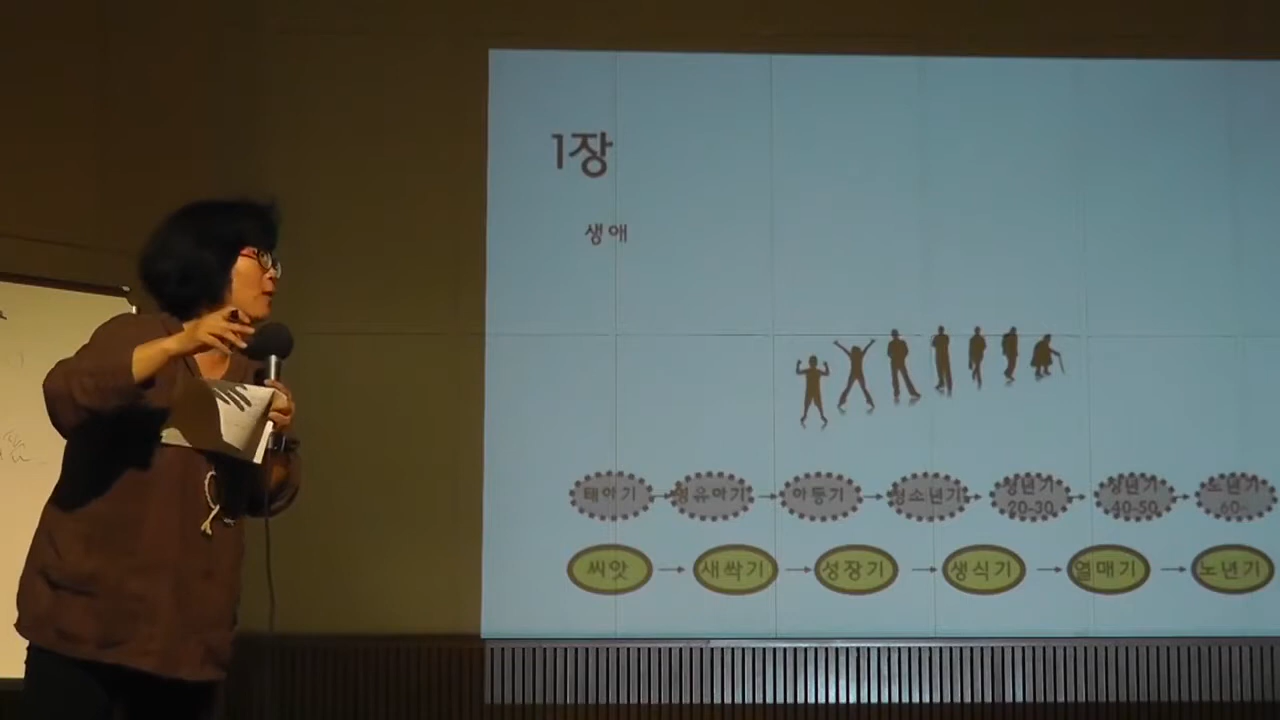 1장
생애
태아기 영유아기 아동기 청소년기 성년기 장년기 노년기
20-30 40-50 60-
씨앗 새싹기 성장기 생식기 열매기 노년기